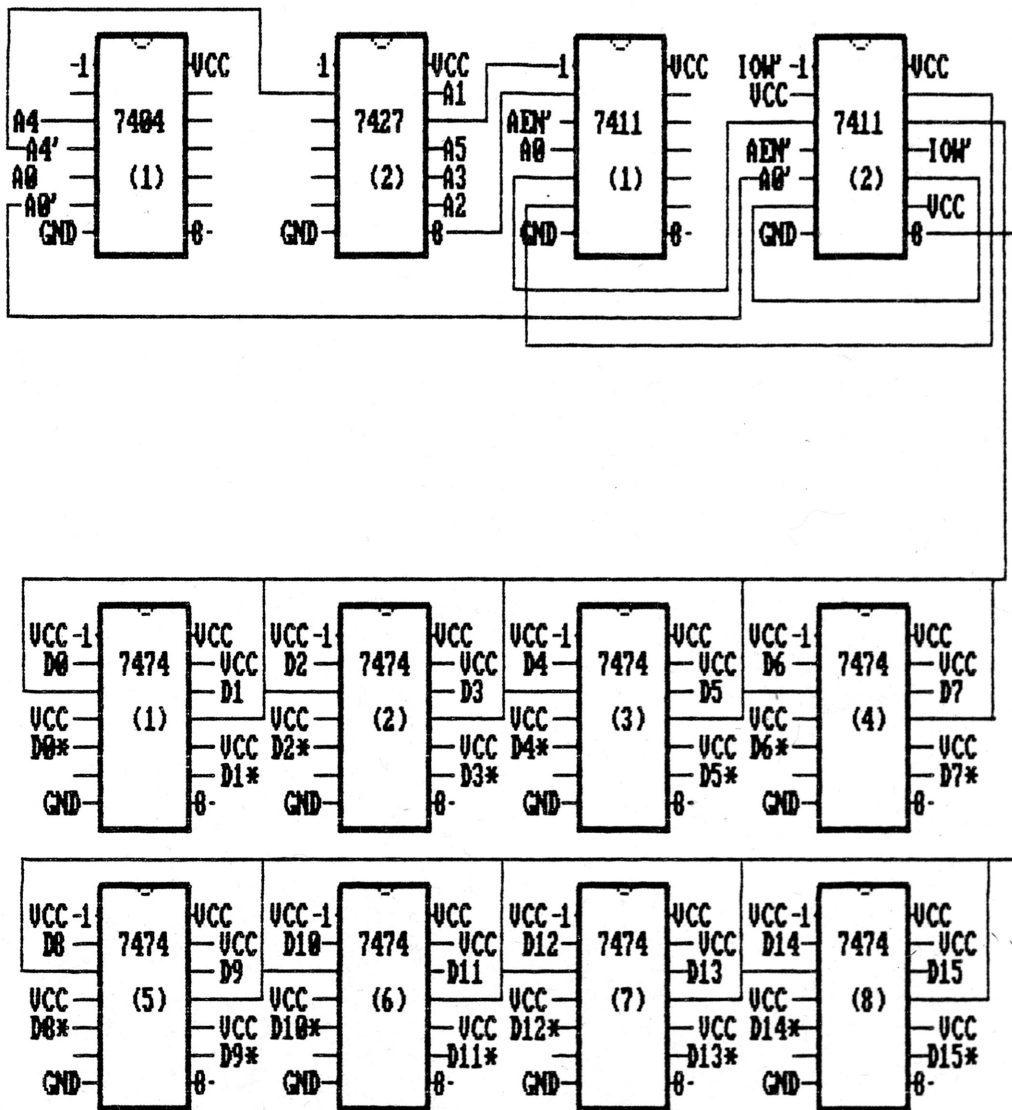 -1 VCC 1 VCC 1 VCC IOW' -1 VCC
A1 VCC
A4 7404 7427 AEN' 7411 7411
A4' A5 A0 AEN' IOW'
A0 (1) (2) A3 (1) A0' (2)
A0' A2 VCC
GND 8- GND 8 GND 8- GND 8
VCC -1 VCC VCC -1 VCC VCC -1 VCC VCC -1 VCC
D0 7474 VCC D2 7474 VCC D4 7474 VCC D6 7474 VCC
D1 D3 D5 D7
VCC (1) VCC (2) VCC (3) VCC (4)
D0* VCC D2* VCC D4* VCC D6* VCC
D1* D3* D5* D7*
GND 8- GND 8- GND 8- GND 8-
VCC -1 VCC VCC -1 VCC VCC -1 VCC VCC -1 VCC
D8 7474 VCC D10 7474 VCC D12 7474 VCC D14 7474 VCC
D9 D11 D13 D15
VCC (5) VCC (6) VCC (7) VCC (8)
D8* VCC D10* VCC D12* VCC D14* VCC
D9* D11* D13* D15*
GND 8- GND 8- GND 8- GND 8-